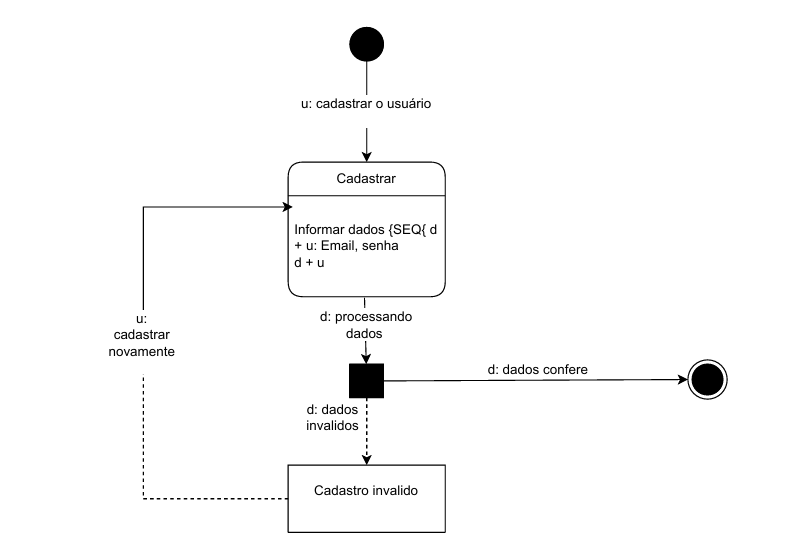 u: cadastrar o usuário
Cadastrar
Informar dados {SEQ{ d
+ u: Email, senha
d + u
d: processando
dados
u:
cadastrar
novamente
d: dados confere
d: dados
invalidos
Cadastro invalido